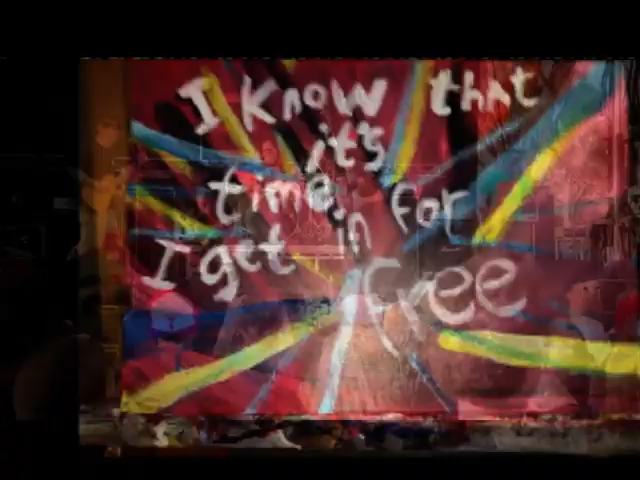 I know that
it's
time for
I get in
free